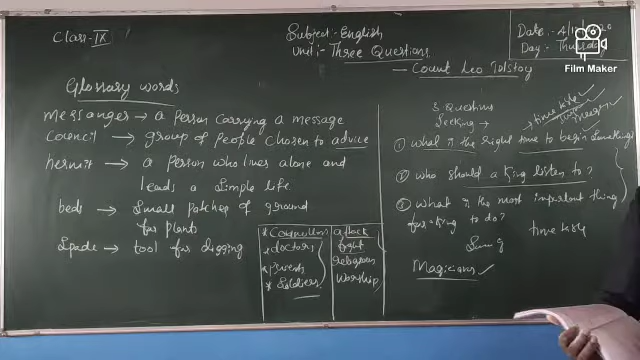 Class:- IX
Subject:- English
Unit:- Three Questions
- Count Leo Tolstoy
Date:- 4/1
Day:- Thursday
Film Maker
Glossary words
messanger → a person carrying a message
Council → group of people chosen to advice
hermit → a person who lives alone and
leads a simple life
beds → small patches of ground
for plants
Spade → tool for digging
* Councillors
* doctors
* Priests
* Soldiers
attack
fight
religious
worship
3 Questions
Seeking →
→ time
① what is the right time to begin something
② who should a King listen to?
③ what is the most important thing
for a King to do?
time
Magicians ✓